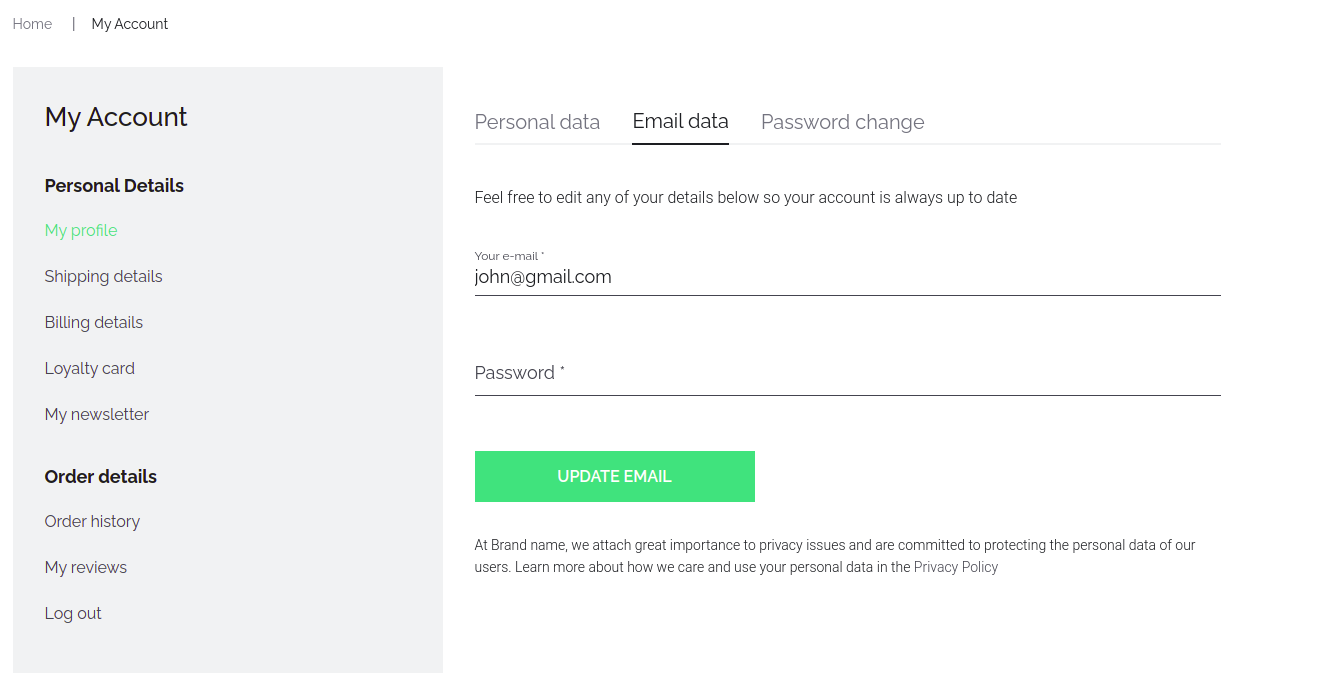 Home | My Account
My Account
Personal Details
My profile
Shipping details
Billing details
Loyalty card
My newsletter
Order details
Order history
My reviews
Log out
Personal data Email data Password change
Feel free to edit any of your details below so your account is always up to date
Your e-mail *
john@gmail.com
Password *
UPDATE EMAIL
At Brand name, we attach great importance to privacy issues and are committed to protecting the personal data of our
users. Learn more about how we care and use your personal data in the Privacy Policy